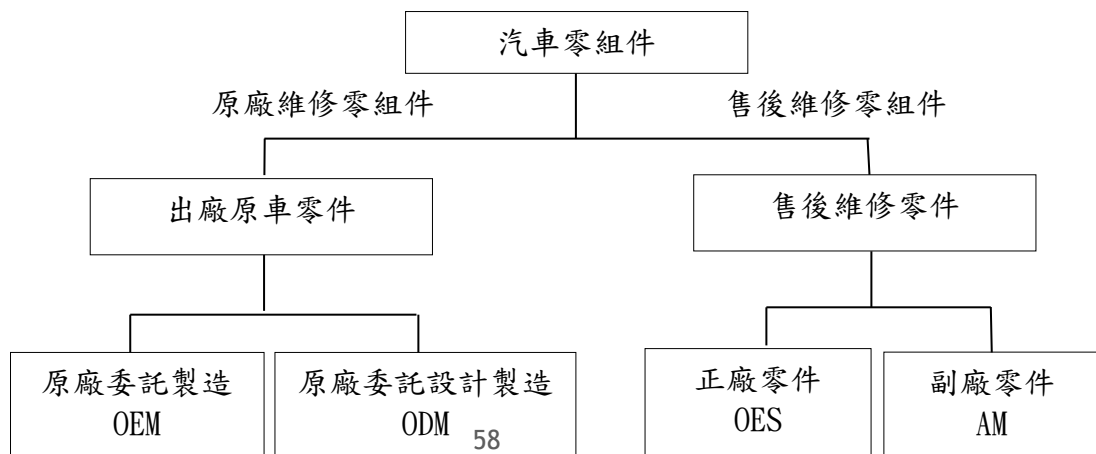 汽車零組件
原廠維修零組件
售後維修零組件
出廠原車零件
售後維修零件
原廠委託製造
OEM
原廠委託設計製造
ODM
正廠零件
OES
副廠零件
AM
58